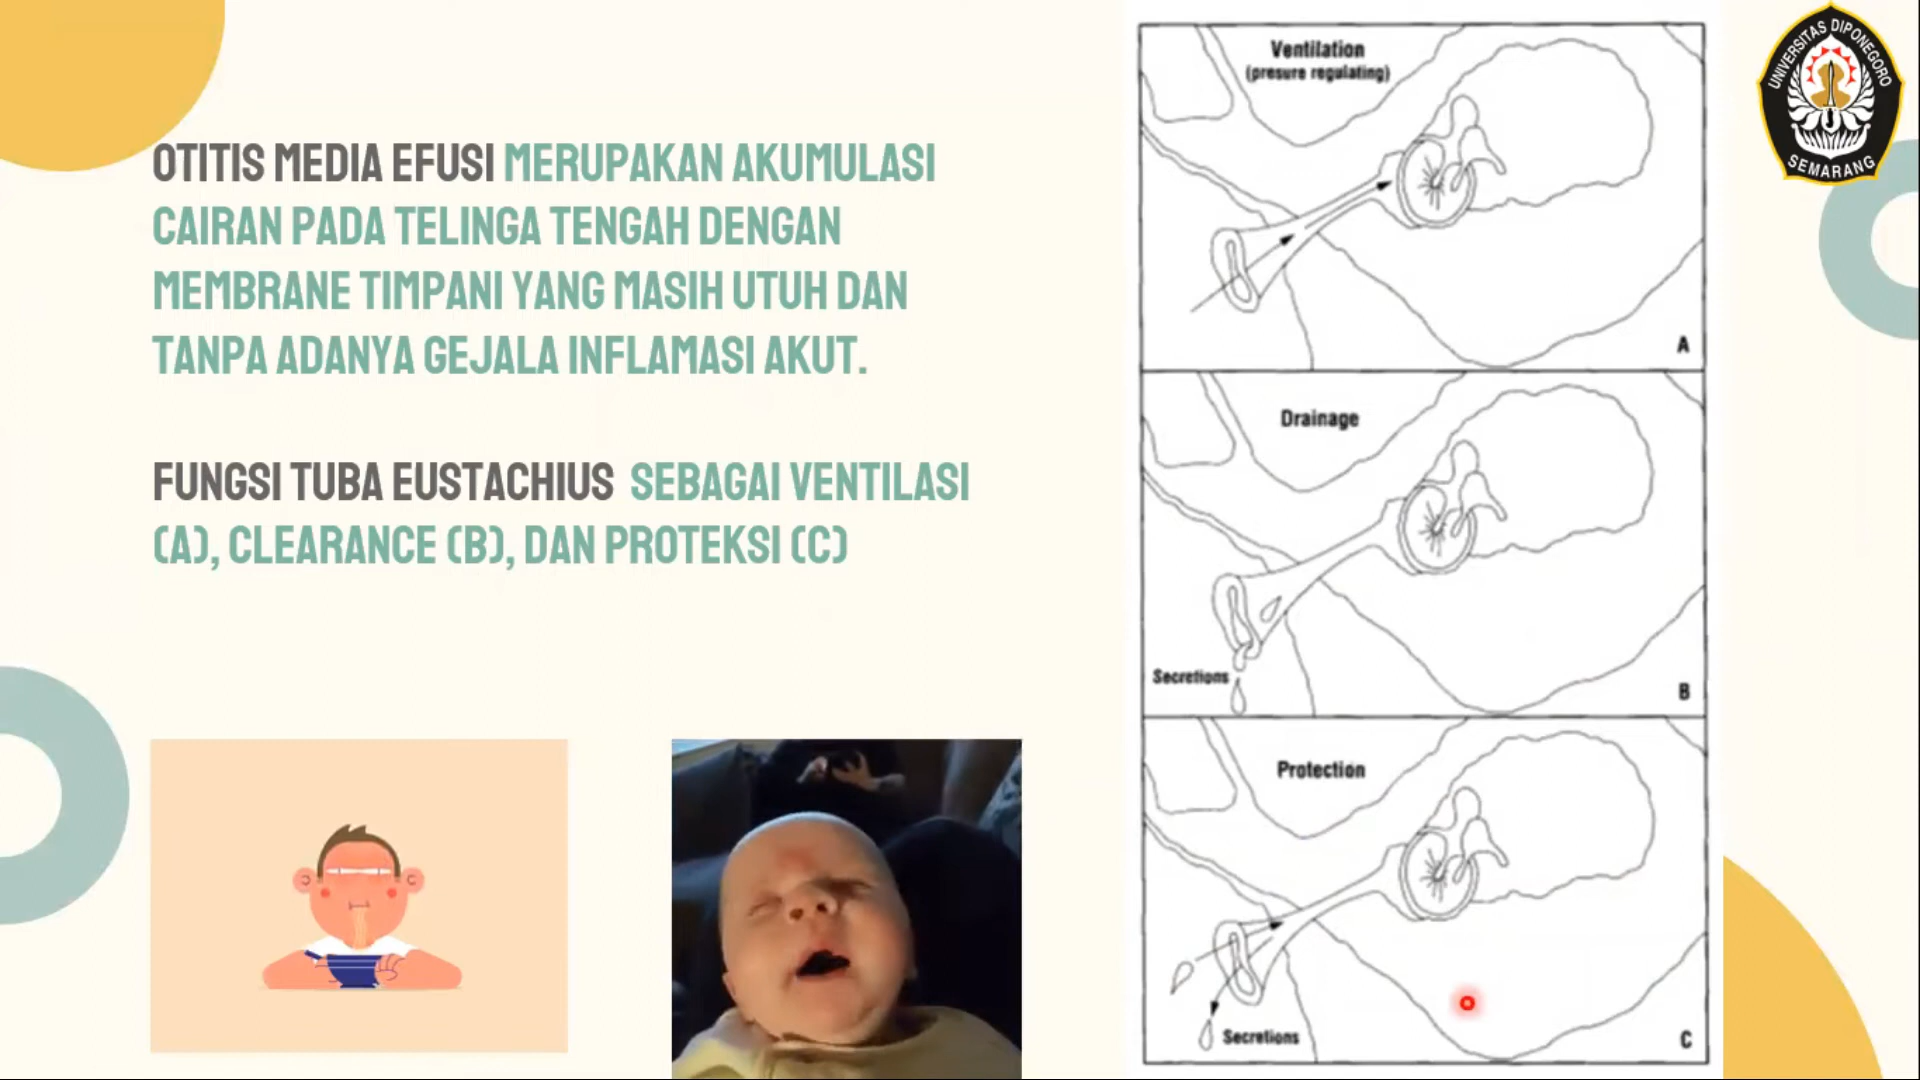 OTITIS MEDIA EFUSI MERUPAKAN AKUMULASI
CAIRAN PADA TELINGA TENGAH DENGAN
MEMBRANE TIMPANI YANG MASIH UTUH DAN
TANPA ADANYA GEJALA INFLAMASI AKUT.
FUNGSI TUBA EUSTACHIUS SEBAGAI VENTILASI
(A), CLEARANCE (B), DAN PROTEKSI (C)
Ventilation
(presure regulating)
A
Drainage
Secretions
B
Protection
Secretions
C
UNIVERSITAS DIPONEGORO
SEMARANG